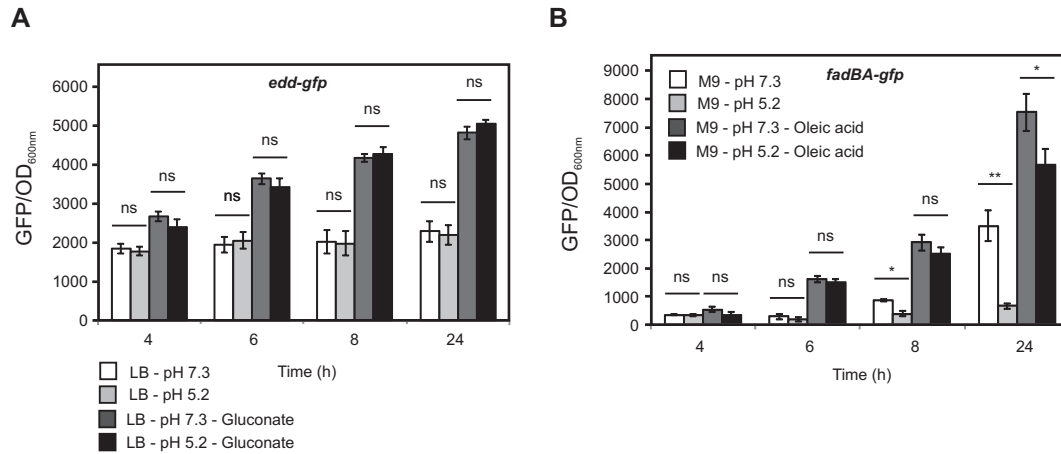 A
edd-gfp
GFP/OD600nm
6000
5000
4000
3000
2000
1000
0
ns
ns
ns
ns
ns
ns
ns
ns
4
6
8
24
Time (h)
LB - pH 7.3
LB - pH 5.2
LB - pH 7.3 - Gluconate
LB - pH 5.2 - Gluconate
B
fadBA-gfp
GFP/OD600nm
9000
8000
7000
6000
5000
4000
3000
2000
1000
0
M9 - pH 7.3
M9 - pH 5.2
M9 - pH 7.3 - Oleic acid
M9 - pH 5.2 - Oleic acid
ns
ns
ns
ns
*
ns
**
*
4
6
8
24
Time (h)